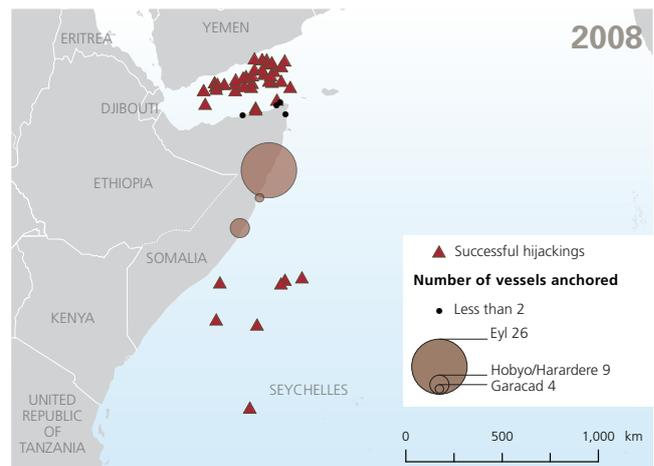 2008
YEMEN
ERITREA
DJIBOUTI
ETHIOPIA
SOMALIA
KENYA
SEYCHELLES
UNITED
REPUBLIC
OF
TANZANIA
Successful hijackings
Number of vessels anchored
Less than 2
Eyl 26
Hobyo/Harardere 9
Garacad 4
0 500 1,000 km